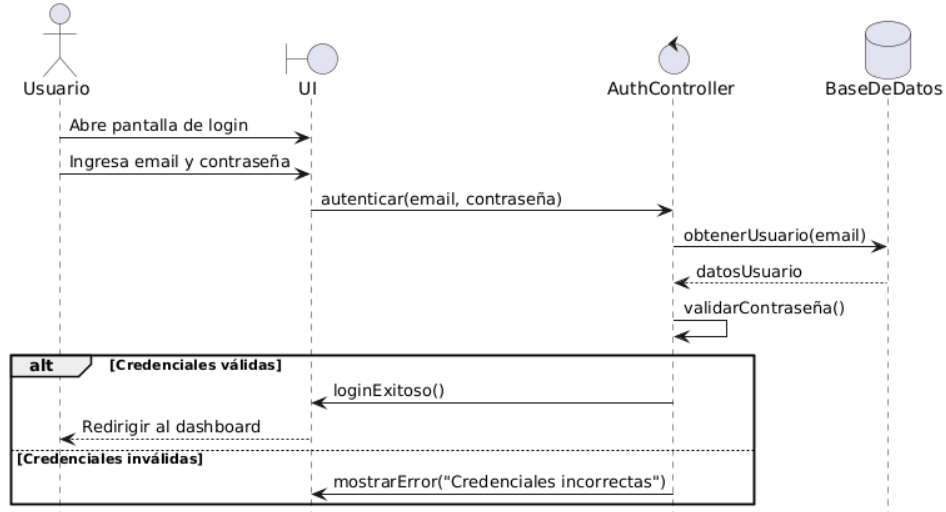 Usuario
UI
AuthController
BaseDeDatos
Abre pantalla de login
Ingresa email y contraseña
autenticar(email, contraseña)
obtenerUsuario(email)
datosUsuario
validarContraseña()
alt
[Credenciales válidas]
loginExitoso()
Redirigir al dashboard
[Credenciales inválidas]
mostrarError("Credenciales incorrectas")